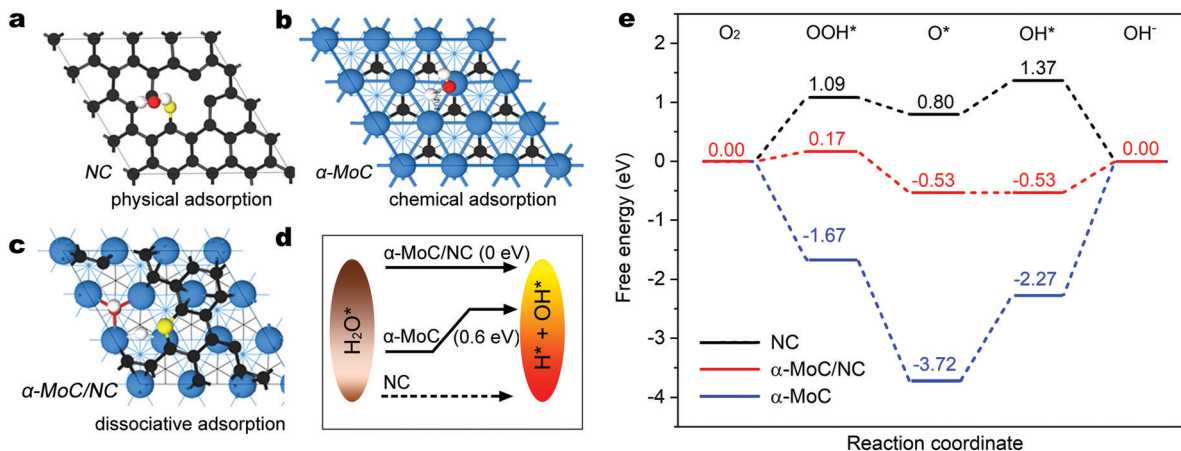 a
NC
physical adsorption
b
α-MoC
chemical adsorption
c
α-MoC/NC
dissociative adsorption
d
H₂O*
α-MoC/NC (0 eV)
α-MoC
(0.6 eV)
NC
H* + OH*
e
O₂ OOH* O* OH* OH⁻
2
1
0
-1
-2
-3
-4
Free energy (eV)
1.09
0.80
1.37
0.00
0.17
-0.53
-0.53
0.00
-1.67
-3.72
-2.27
NC
α-MoC/NC
α-MoC
Reaction coordinate